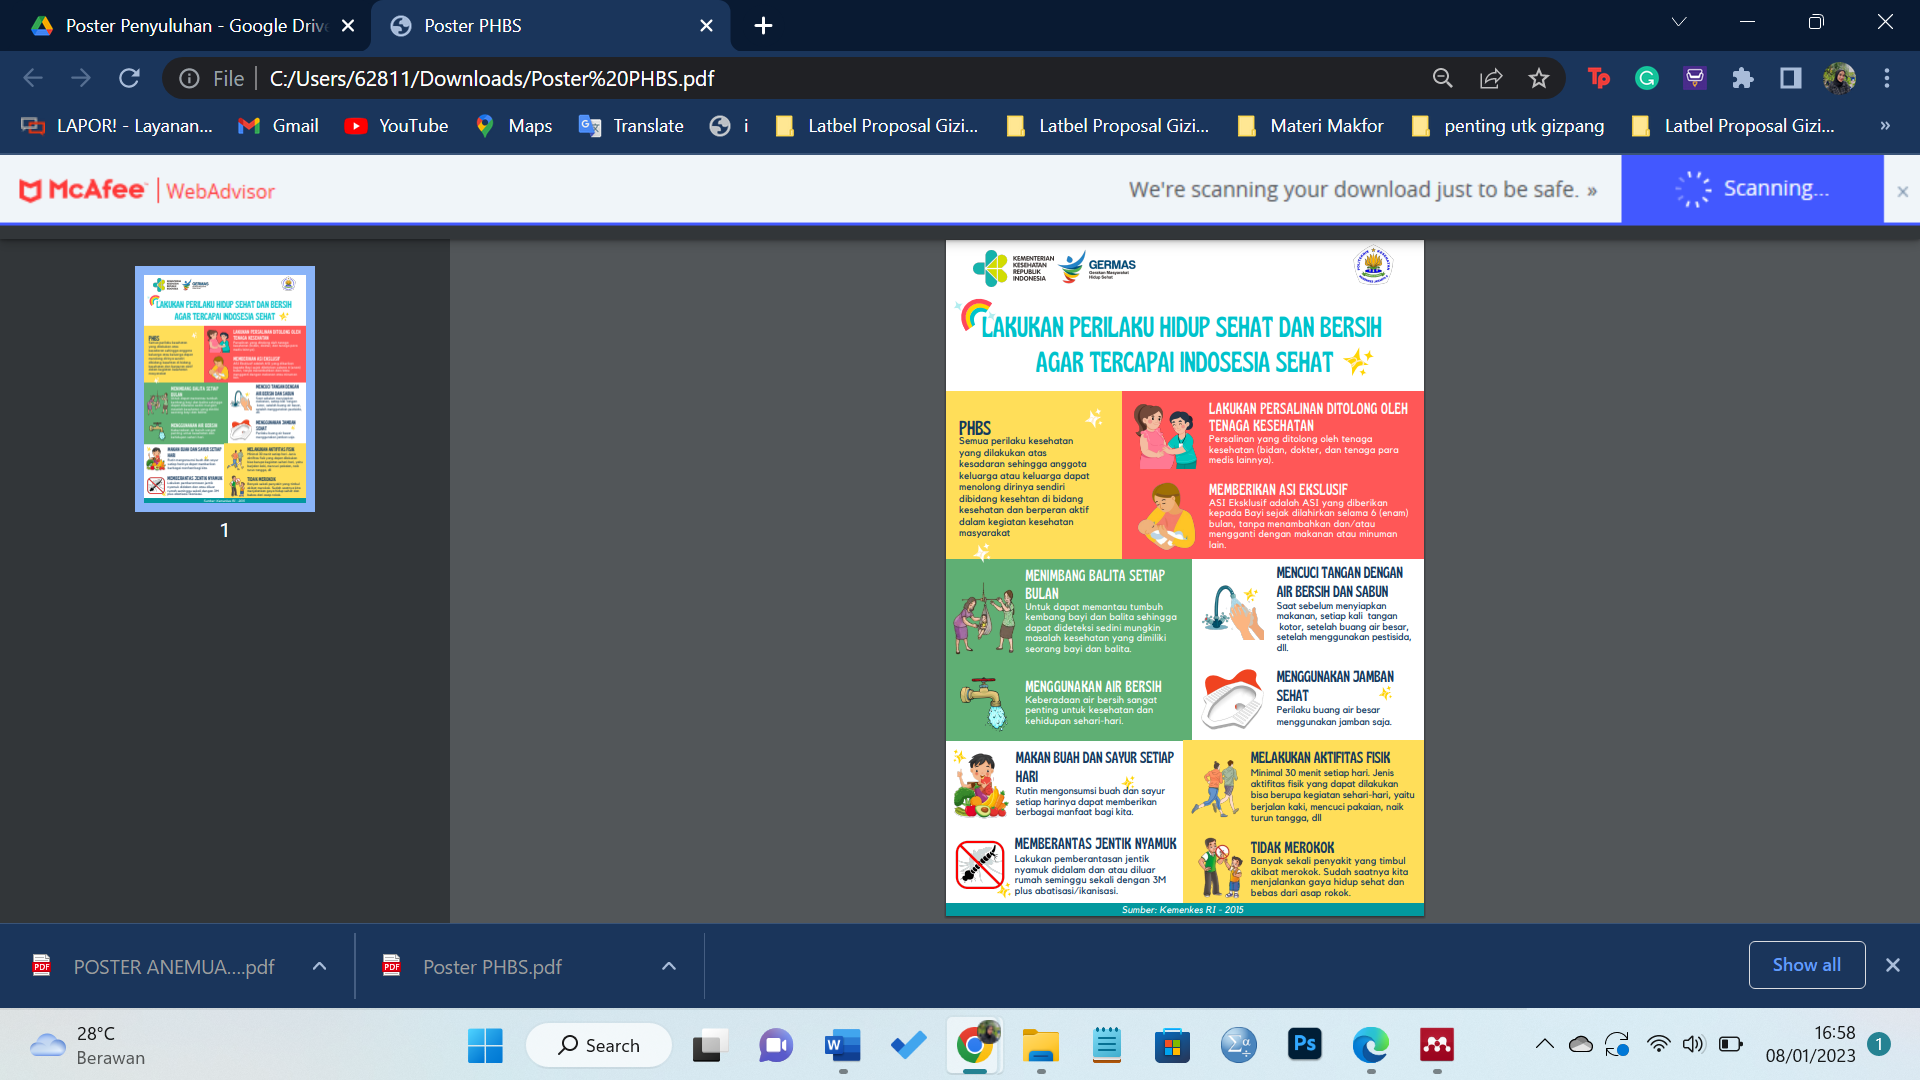 Poster Penyuluhan - Google Drive
Poster PHBS
File
C:/Users/62811/Downloads/Poster%20PHBS.pdf
LAPOR! - Layanan...
Gmail
YouTube
Maps
Translate
i
Latbel Proposal Gizi...
Latbel Proposal Gizi...
Materi Makfor
penting utk gizpang
Latbel Proposal Gizi...
»
McAfee | WebAdvisor
We're scanning your download just to be safe. »
Scanning...
1
KEMENTERIAN
KESEHATAN
REPUBLIK
INDONESIA
GERMAS
Gerakan Masyarakat
Hidup Sehat
LAKUKAN PERILAKU HIDUP SEHAT DAN BERSIH
AGAR TERCAPAI INDOSESIA SEHAT
PHBS
Semua perilaku kesehatan
yang dilakukan atas
kesadaran sehingga anggota
keluarga atau keluarga dapat
menolong dirinya sendiri
dibidang kesehtan di bidang
kesehatan dan berperan aktif
dalam kegiatan kesehatan
masyarakat
LAKUKAN PERSALINAN DITOLONG OLEH
TENAGA KESEHATAN
Persalinan yang ditolong oleh tenaga
kesehatan (bidan, dokter, dan tenaga para
medis lainnya).
MEMBERIKAN ASI EKSLUSIF
ASI Eksklusif adalah ASI yang diberikan
kepada Bayi sejak dilahirkan selama 6 (enam)
bulan, tanpa menambahkan dan/atau
mengganti dengan makanan atau minuman
lain.
MENIMBANG BALITA SETIAP
BULAN
Untuk dapat memantau tumbuh
kembang bayi dan balita sehingga
dapat dideteksi sedini mungkin
masalah kesehatan yang dimiliki
seorang bayi dan balita.
MENCUCI TANGAN DENGAN
AIR BERSIH DAN SABUN
Saat sebelum menyiapkan
makanan, setiap kali tangan
kotor, setelah buang air besar,
setelah menggunakan pestisida,
dll.
MENGGUNAKAN AIR BERSIH
Keberadaan air bersih sangat
penting untuk kesehatan dan
kehidupan sehari-hari.
MENGGUNAKAN JAMBAN
SEHAT
Perilaku buang air besar
menggunakan jamban saja.
MAKAN BUAH DAN SAYUR SETIAP
HARI
Rutin mengonsumsi buah dan sayur
setiap harinya dapat memberikan
berbagai manfaat bagi kita.
MELAKUKAN AKTIFITAS FISIK
Minimal 30 menit setiap hari. Jenis
aktifitas fisik yang dapat dilakukan
bisa berupa kegiatan sehari-hari, yaitu
berjalan kaki, mencuci pakaian, naik
turun tangga, dll
MEMBERANTAS JENTIK NYAMUK
Lakukan pemberantasan jentik
nyamuk didalam dan atau diluar
rumah seminggu sekali dengan 3M
plus abatisasi/ikanisasi.
TIDAK MEROKOK
Banyak sekali penyakit yang timbul
akibat merokok. Sudah saatnya kita
menjalankan gaya hidup sehat dan
bebas dari asap rokok.
Sumber: Kemenkes RI - 2015
POSTER ANEMUA....pdf
Poster PHBS.pdf
Show all
28°C
Berawan
Search
16:58
08/01/2023
1